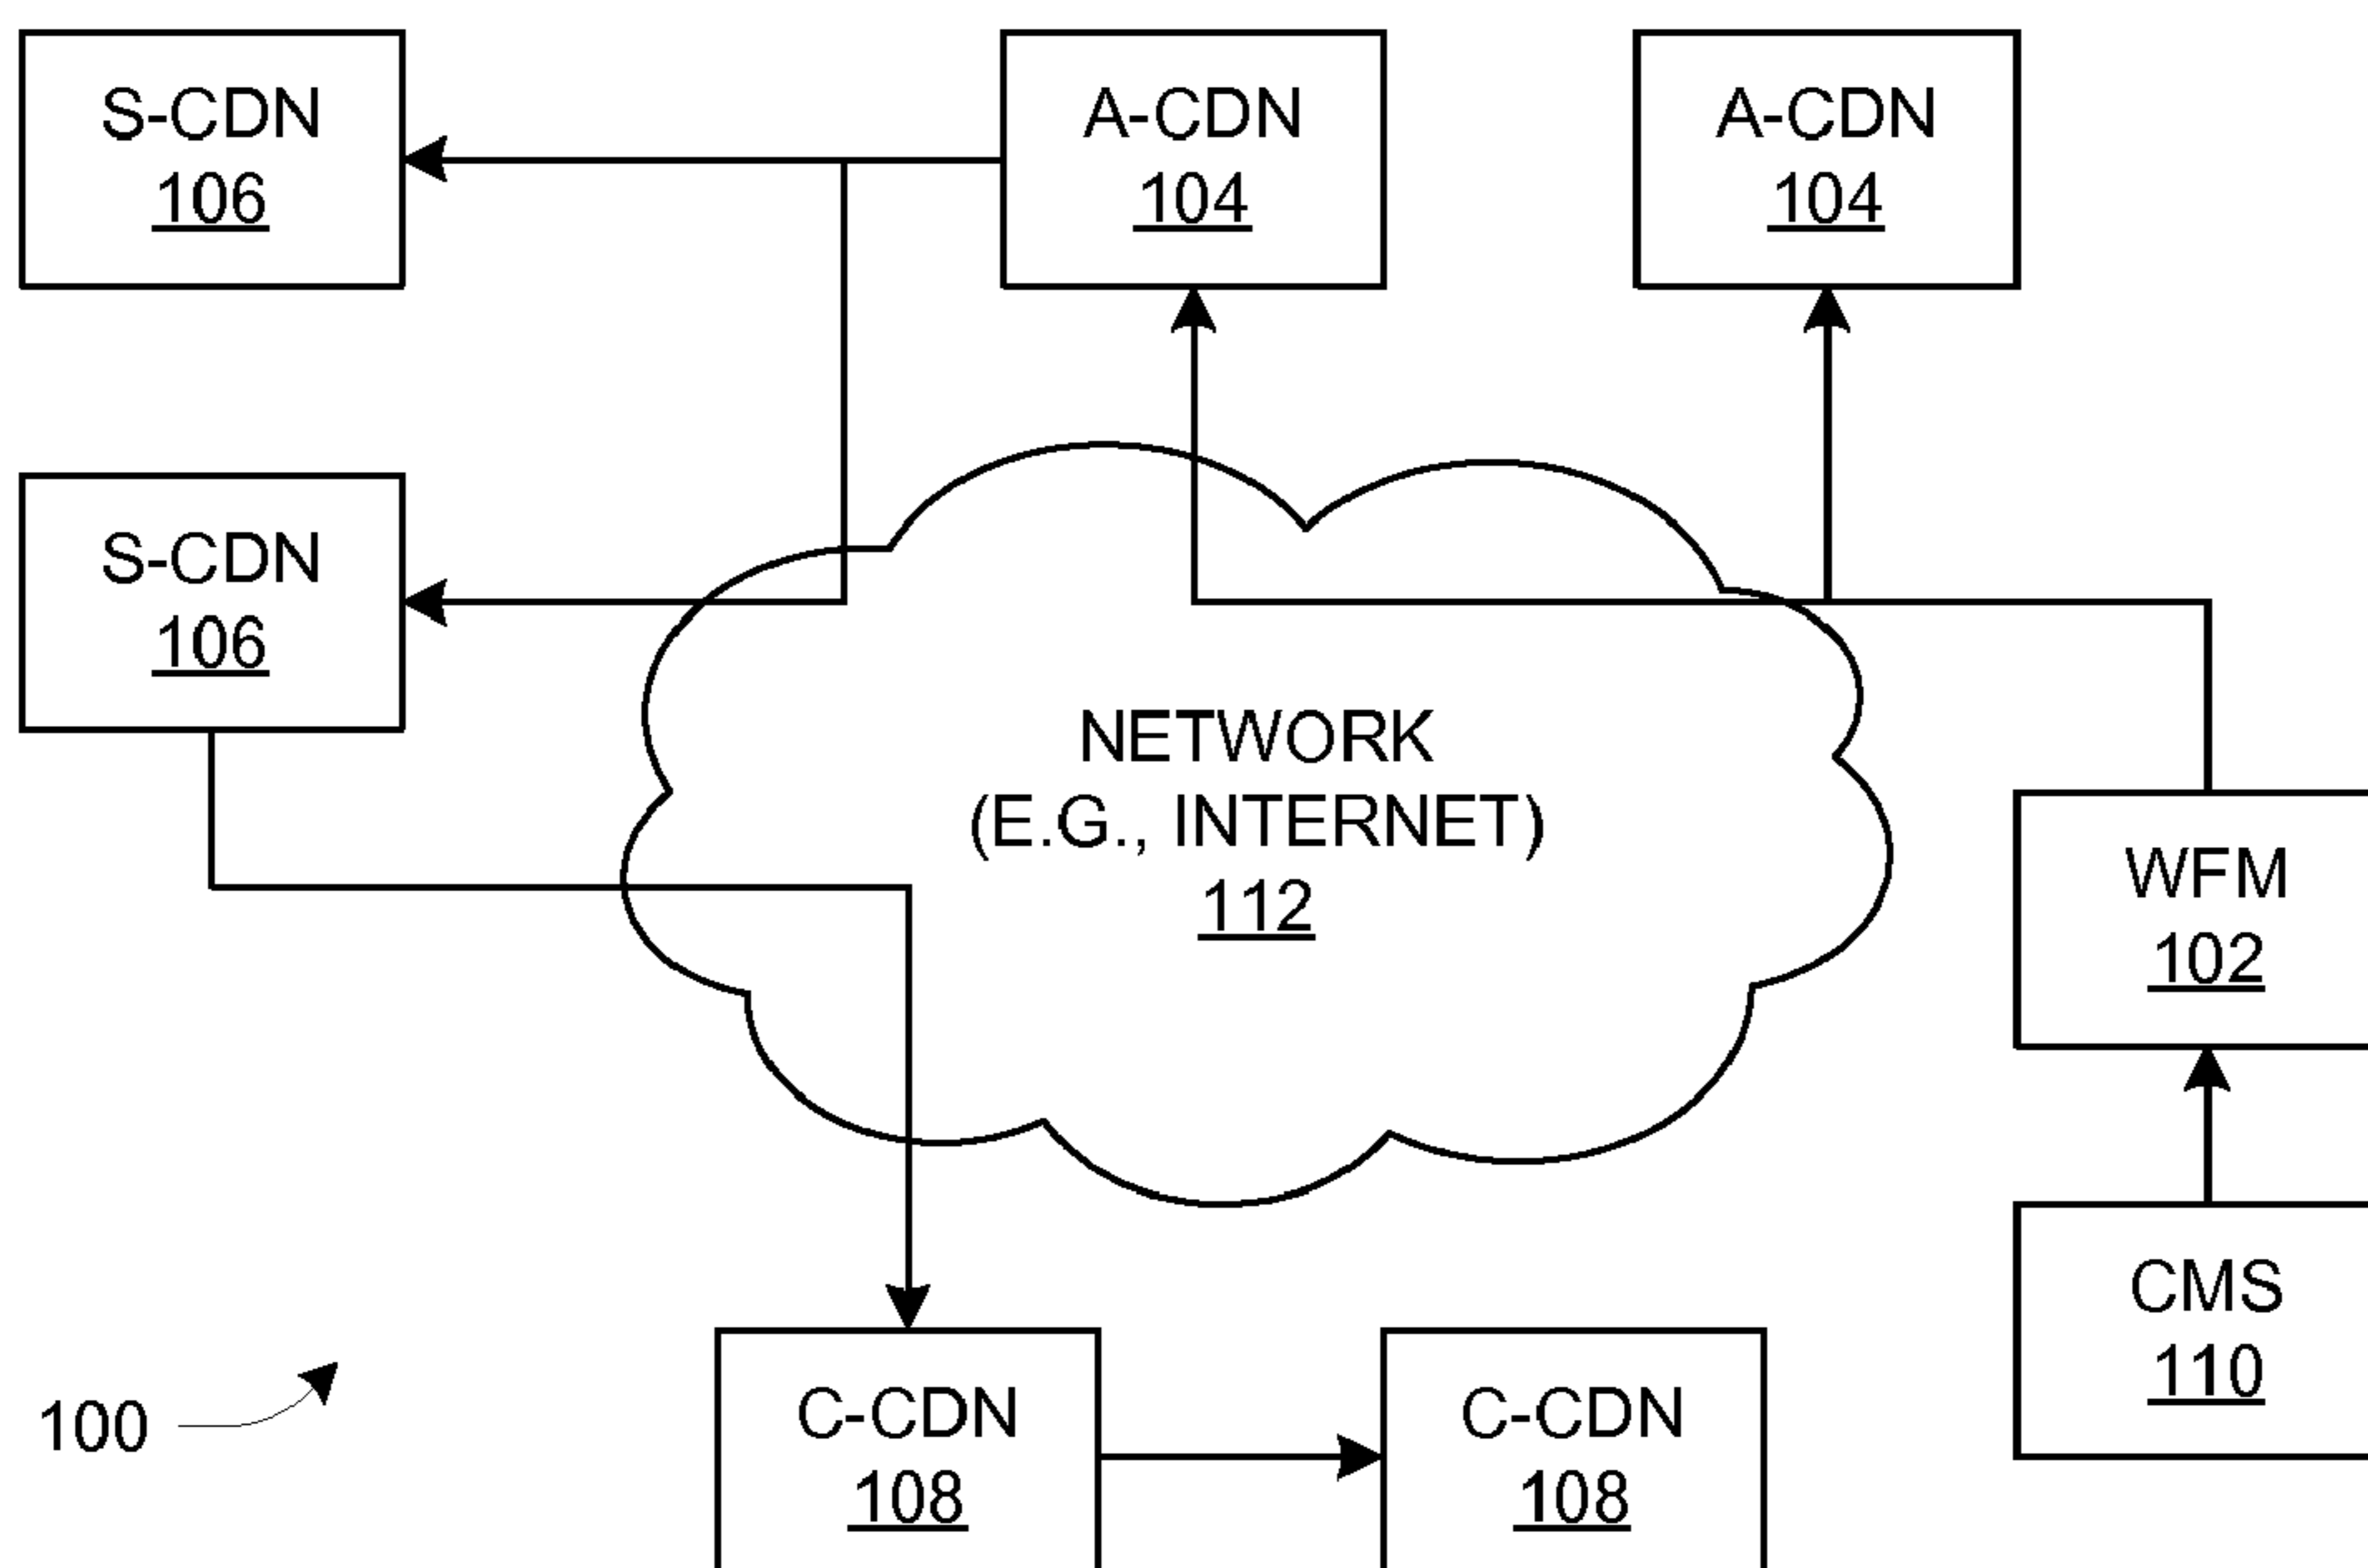 S-CDN
106
A-CDN
104
A-CDN
104
S-CDN
106
NETWORK
(E.G., INTERNET)
112
WFM
102
CMS
110
100
C-CDN
108
C-CDN
108